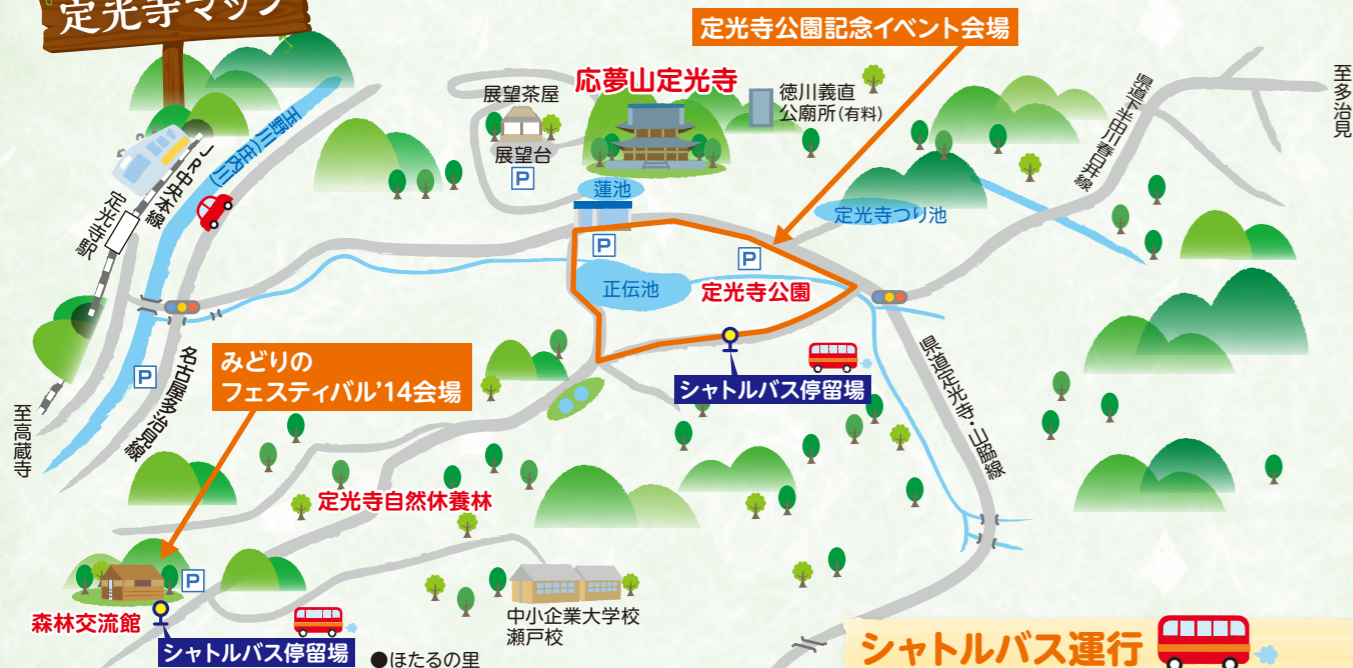 定光寺マップ
定光寺公園記念イベント会場
応夢山定光寺
展望茶屋
展望台
P
徳川義直
公廟所(有料)
至多治見
県道下半田川春日井線
玉野川(庄内川)
JR中央本線
定光寺駅
蓮池
定光寺つり池
P
P
正伝池
定光寺公園
シャトルバス停留場
県道定光寺・山脇線
P
名古屋多治見線
至高蔵寺
みどりの
フェスティバル'14会場
定光寺自然休養林
P
森林交流館
シャトルバス停留場
中小企業大学校
瀬戸校
●ほたるの里
シャトルバス運行